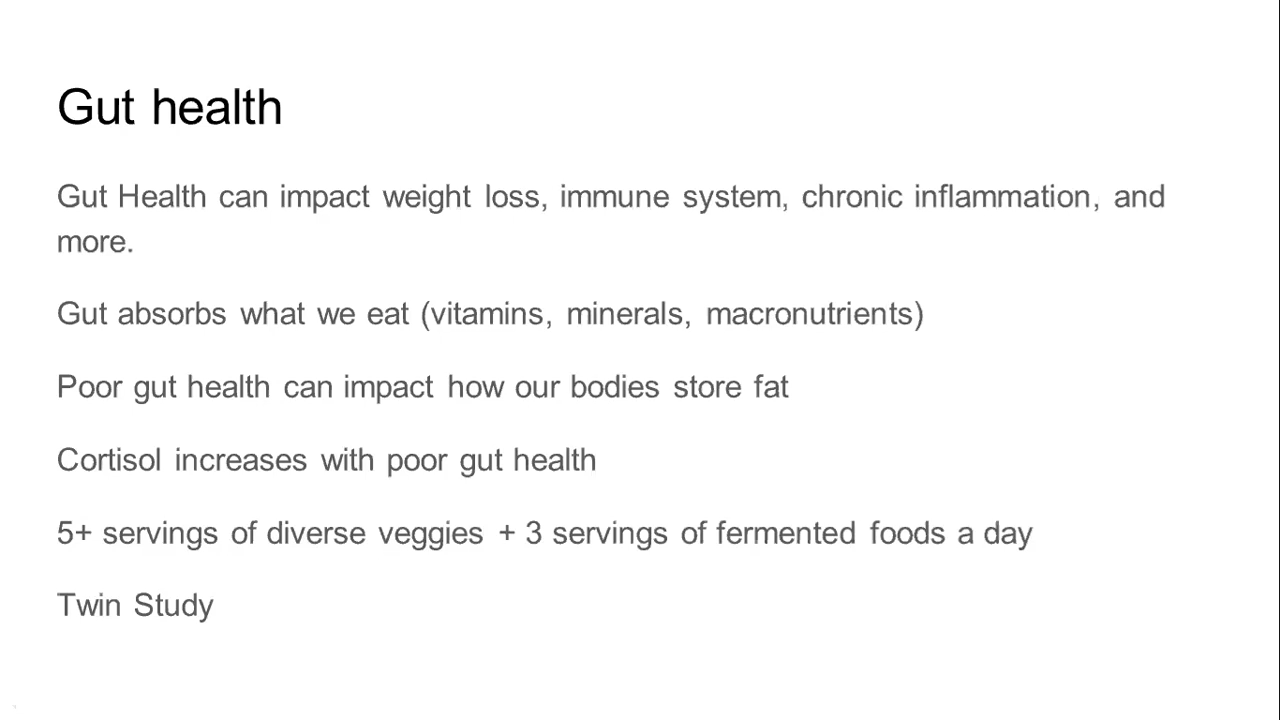 Gut health
Gut Health can impact weight loss, immune system, chronic inflammation, and
more.
Gut absorbs what we eat (vitamins, minerals, macronutrients)
Poor gut health can impact how our bodies store fat
Cortisol increases with poor gut health
5+ servings of diverse veggies + 3 servings of fermented foods a day
Twin Study